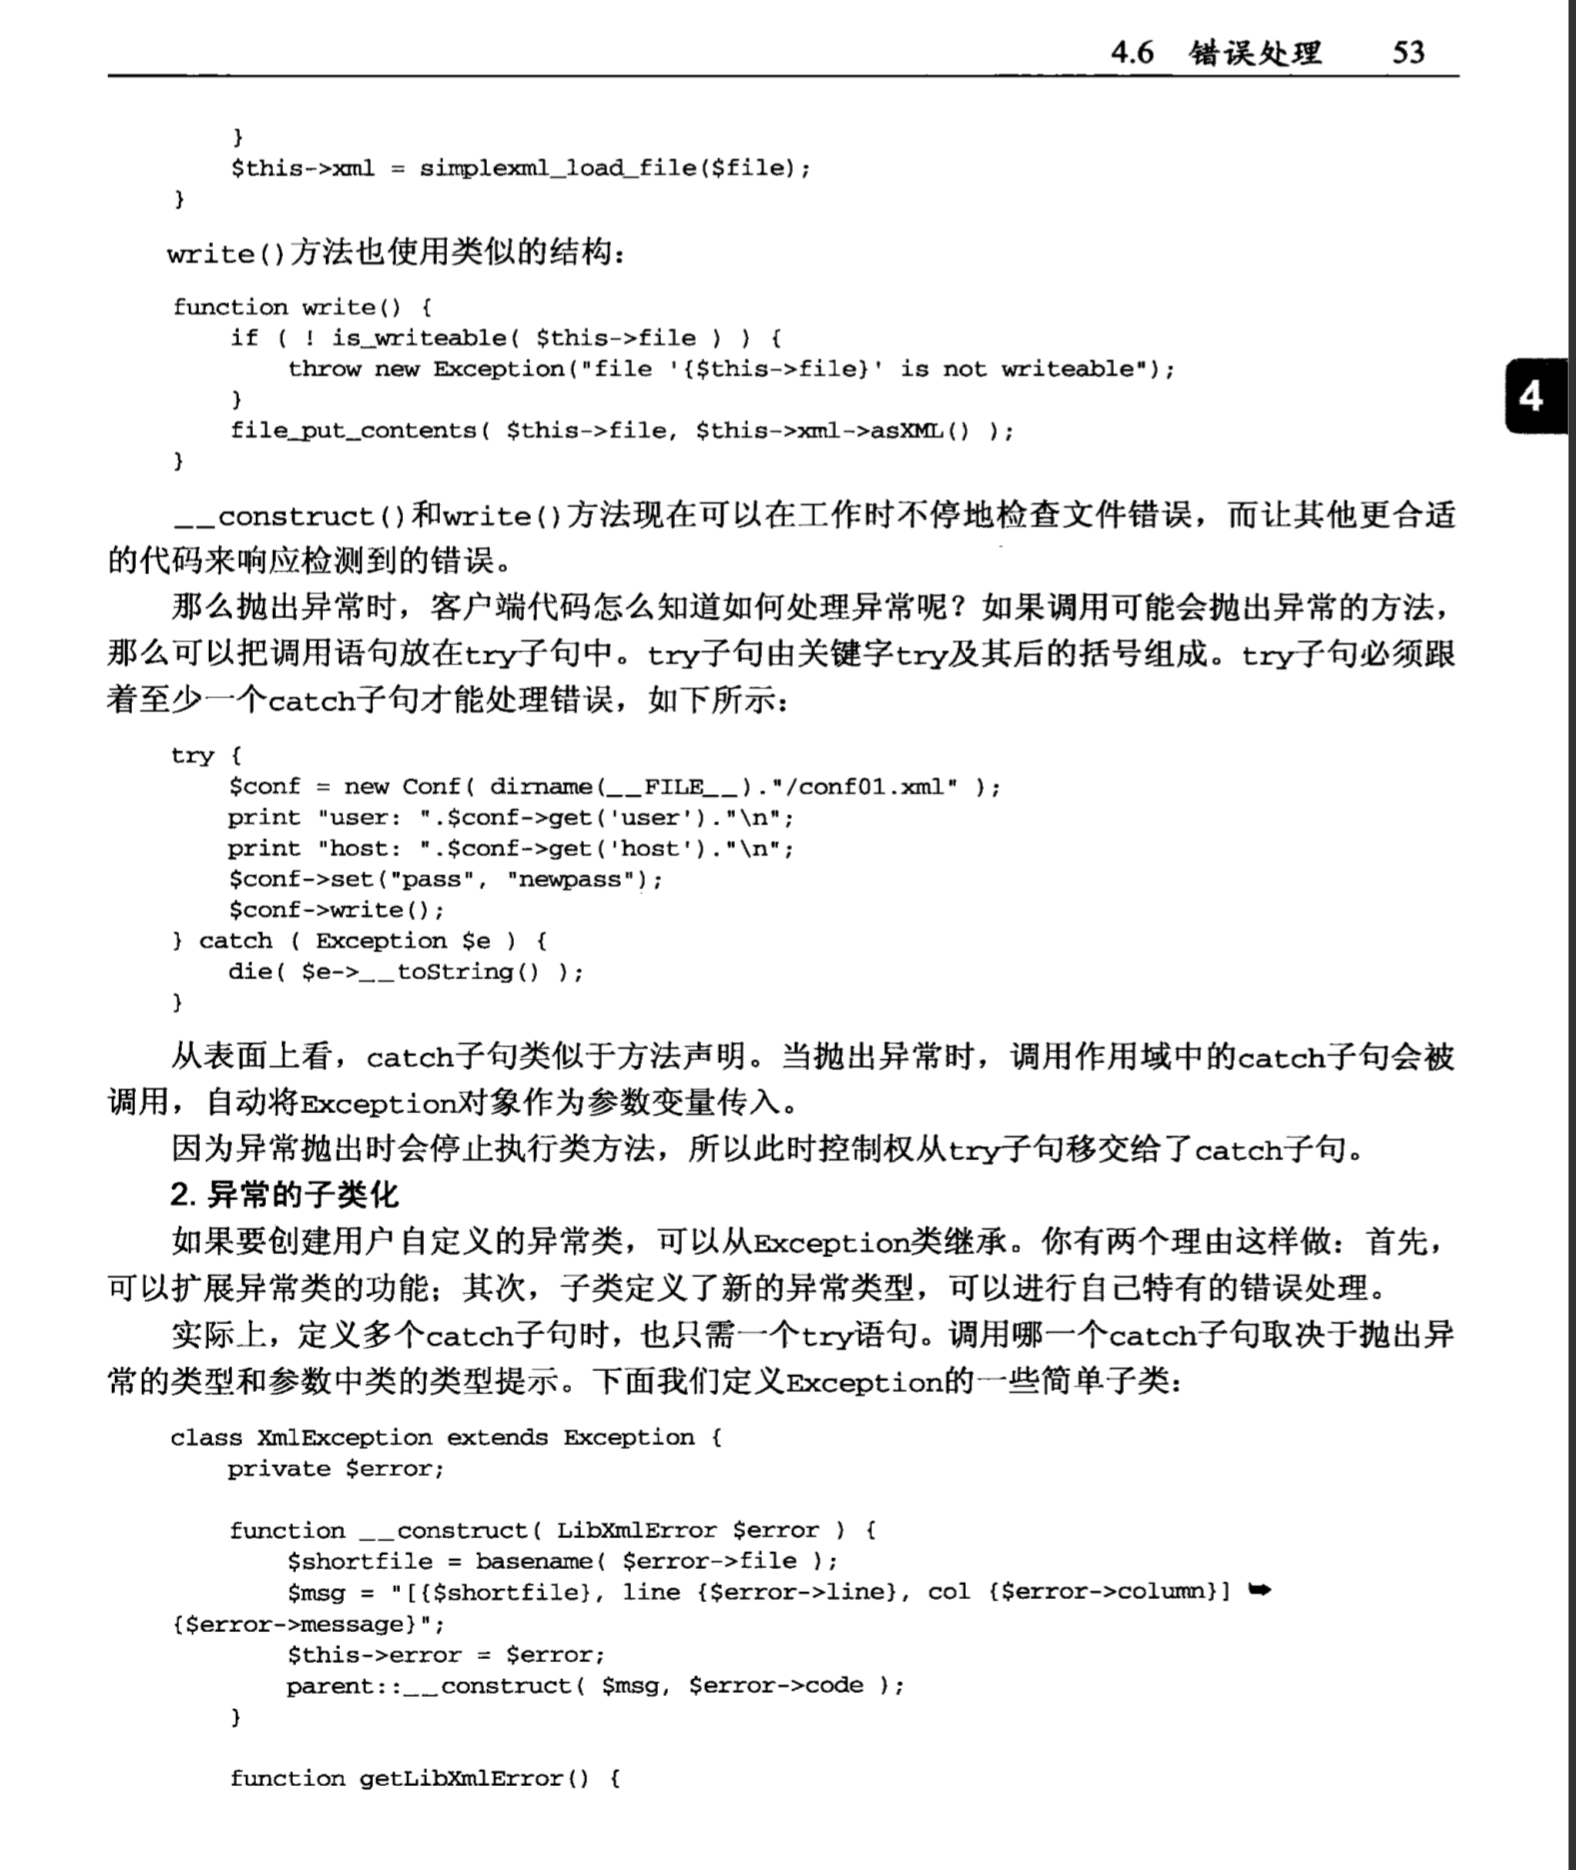 4.6 错误处理 53
}
$this->xml = simplexml_load_file($file);
}
write()方法也使用类似的结构：
function write() {
if ( ! is_writeable( $this->file ) ) {
throw new Exception("file '{$this->file}' is not writeable");
}
file_put_contents( $this->file, $this->xml->asXML() );
}
4
__construct()和write()方法现在可以在工作时不停地检查文件错误，而让其他更合适
的代码来响应检测到的错误。
那么抛出异常时，客户端代码怎么知道如何处理异常呢？如果调用可能会抛出异常的方法，
那么可以把调用语句放在try子句中。try子句由关键字try及其后的括号组成。try子句必须跟
着至少一个catch子句才能处理错误，如下所示：
try {
$conf = new Conf( dirname(__FILE__)."/conf01.xml" );
print "user: ".$conf->get('user')."\n";
print "host: ".$conf->get('host')."\n";
$conf->set("pass", "newpass");
$conf->write();
} catch ( Exception $e ) {
die( $e->__toString() );
}
从表面上看，catch子句类似于方法声明。当抛出异常时，调用作用域中的catch子句会被
调用，自动将Exception对象作为参数变量传入。
因为异常抛出时会停止执行类方法，所以此时控制权从try子句移交给了catch子句。
2. 异常的子类化
如果要创建用户自定义的异常类，可以从Exception类继承。你有两个理由这样做：首先，
可以扩展异常类的功能；其次，子类定义了新的异常类型，可以进行自己特有的错误处理。
实际上，定义多个catch子句时，也只需一个try语句。调用哪一个catch子句取决于抛出异
常的类型和参数中类的类型提示。下面我们定义Exception的一些简单子类：
class XmlException extends Exception {
private $error;
function __construct( LibXmlError $error ) {
$shortfile = basename( $error->file );
$msg = "[{$shortfile}, line {$error->line}, col {$error->column}] ➥
{$error->message}";
$this->error = $error;
parent::__construct( $msg, $error->code );
}
function getLibXmlError() {